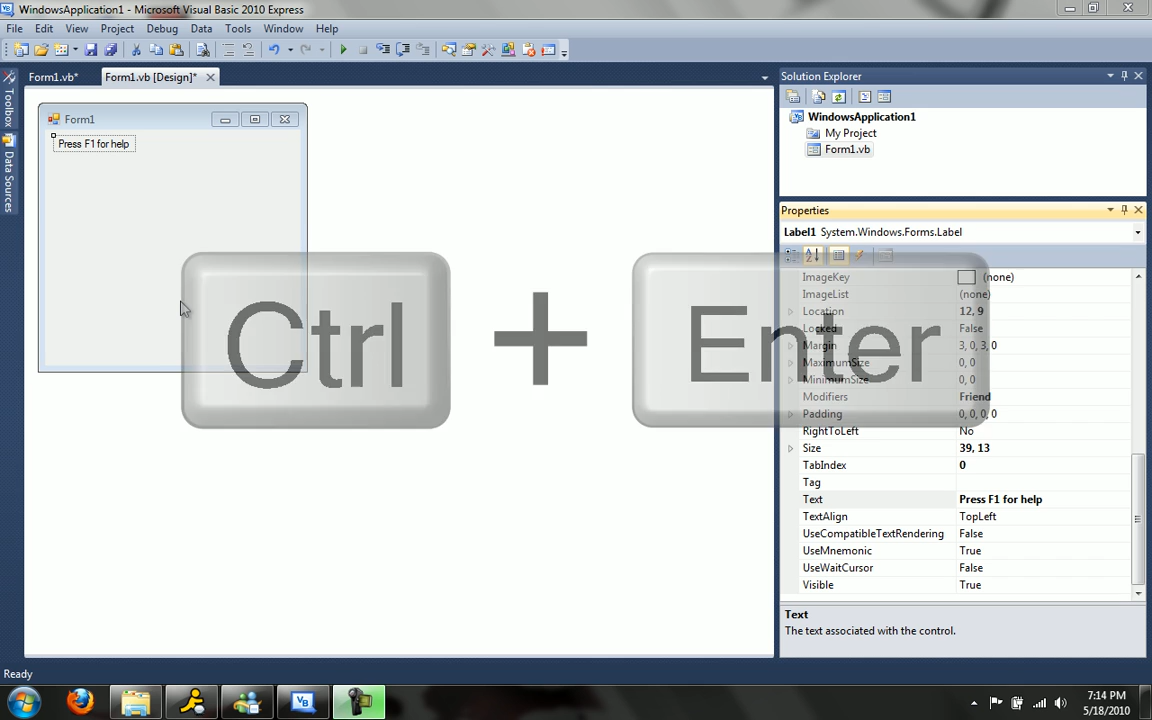 WindowsApplication1 - Microsoft Visual Basic 2010 Express
File Edit View Project Debug Data Tools Window Help
Form1.vb* Form1.vb [Design]*
Toolbox
Data Sources
Form1
Press F1 for help
Ctrl + Enter
Solution Explorer
WindowsApplication1
My Project
Form1.vb
Properties
Label1 System.Windows.Forms.Label
ImageKey (none)
ImageList (none)
Location 12, 9
Locked False
Margin 3, 0, 3, 0
MaximumSize 0, 0
MinimumSize 0, 0
Modifiers Friend
Padding 0, 0, 0, 0
RightToLeft No
Size 39, 13
TabIndex 0
Tag
Text Press F1 for help
TextAlign TopLeft
UseCompatibleTextRendering False
UseMnemonic True
UseWaitCursor False
Visible True
Text
The text associated with the control.
Ready
VB
7:14 PM
5/18/2010